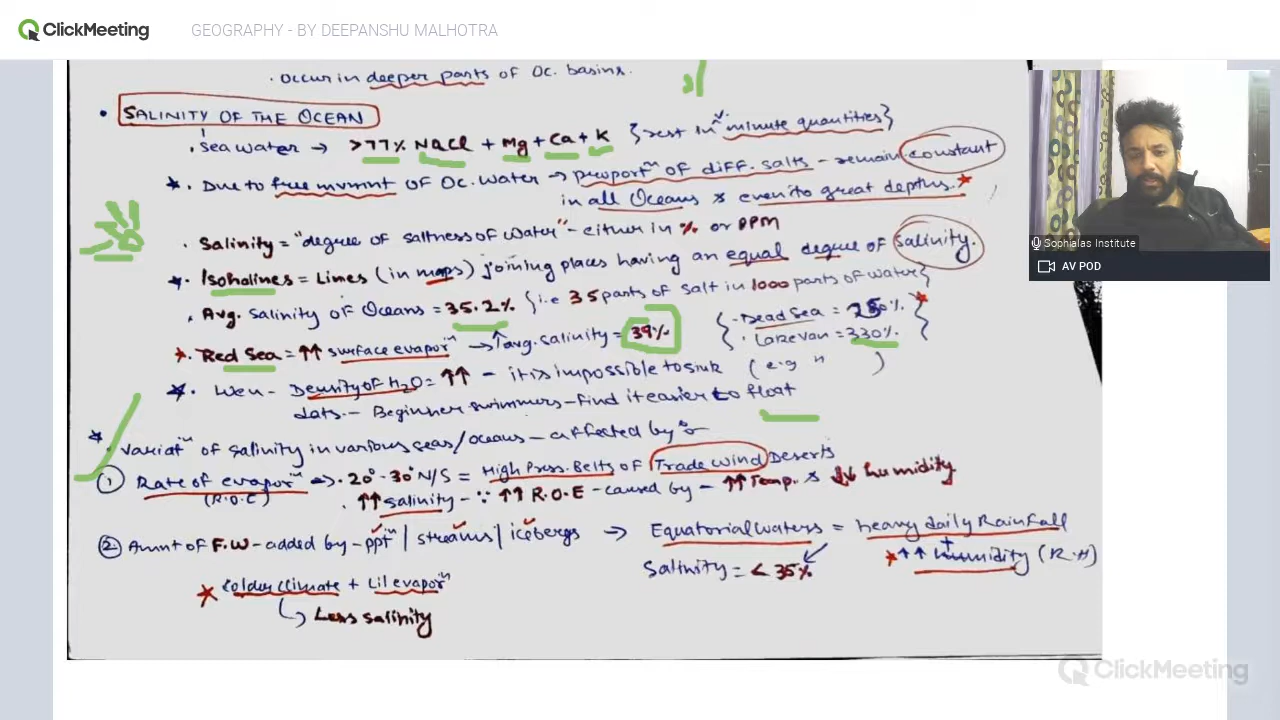 ClickMeeting GEOGRAPHY - BY DEEPANSHU MALHOTRA
. Occur in deeper parts of Oc. basins.
• SALINITY OF THE OCEAN
. Sea water → >77% NaCl + Mg + Ca + K {rest in minute quantities}
* . Due to free mvmnt of Oc. water → proportn of diff. salts - remain constant
in all Oceans & even to great depths. *
. Salinity = "degree of saltness of water" - either in % or PPM
* . Isohalines = Limes (in maps) joining places having an equal degree of Salinity.
. Avg. salinity of Oceans = 35.2% {i.e 35 parts of salt in 1000 parts of water}
* . Red Sea = ↑↑ surface evaporn → ↑ avg. salinity = 39% {. Dead Sea = 250%.
. Lake Van = 330%. } *
* . Wen - Density of H2O = ↑↑ - it is impossible to sink (e.g " )
dats - Beginner swimmers - find it easier to float
* . Variatn of salinity in various seas/oceans - affected by :-
① Rate of evaporn → . 20° - 30° N/S = High Press. Belts of Trade Wind Deserts
(R.O.E) . ↑↑ salinity - ∵ ↑↑ R.O.E - caused by - ↑↑ Temp. & ↓↓ humidity
② Amnt of F.W - added by - pptn | streams | icebergs → Equatorial waters = heavy daily Rainfall
+
Salinity = < 35% * ↑↑ humidity (R.H)
* Colder climate + Lil evaporn
↳ Less salinity
Sophialas Institute
AV POD
ClickMeeting